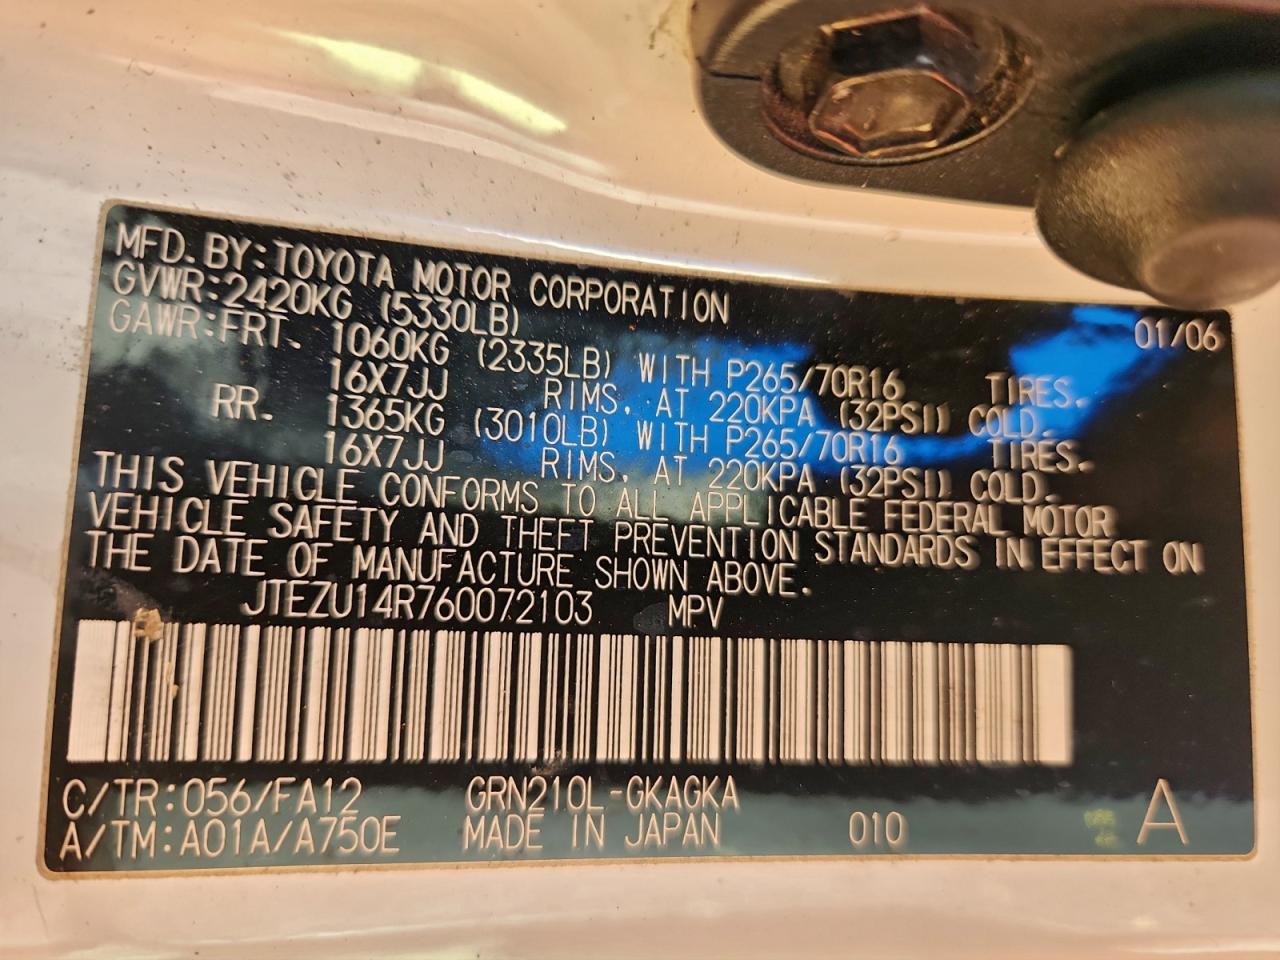 MFD. BY: TOYOTA MOTOR CORPORATION 01/06
GVWR: 2420KG (5330LB)
GAWR: FRT. 1060KG (2335LB) WITH P265/70R16 TIRES.
16X7JJ RIMS, AT 220KPA (32PSI) COLD.
RR. 1365KG (3010LB) WITH P265/70R16 TIRES.
16X7JJ RIMS, AT 220KPA (32PSI) COLD.
THIS VEHICLE CONFORMS TO ALL APPLICABLE FEDERAL MOTOR
VEHICLE SAFETY AND THEFT PREVENTION STANDARDS IN EFFECT ON
THE DATE OF MANUFACTURE SHOWN ABOVE.
JTEZU14R760072103 MPV
C/TR: 056/FA12 GRN210L-GKAGKA
A/TM: A01A/A750E MADE IN JAPAN 010 A